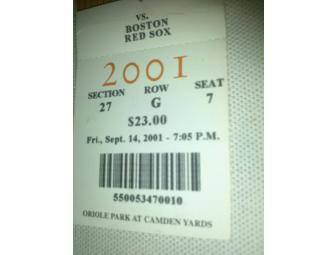 VS.
BOSTON
RED SOX
2001
SECTION ROW SEAT
27 G 7
$23.00
Fri., Sept. 14, 2001 - 7:05 P.M.
550053470010
ORIOLE PARK AT CAMDEN YARDS